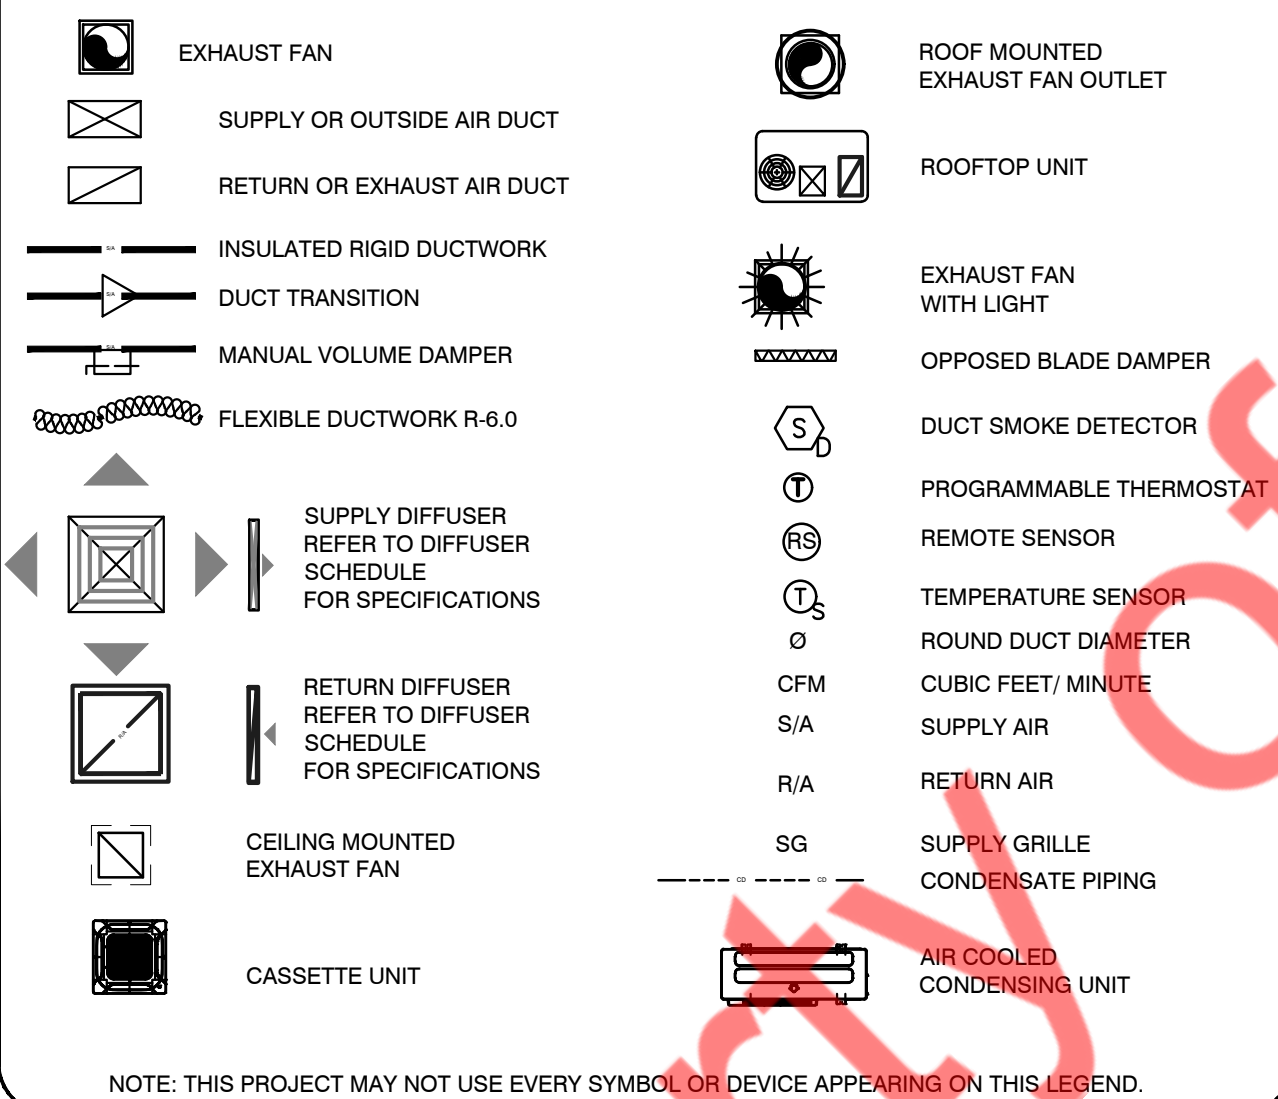 EXHAUST FAN
SUPPLY OR OUTSIDE AIR DUCT
RETURN OR EXHAUST AIR DUCT
S/A INSULATED RIGID DUCTWORK
S/A DUCT TRANSITION
S/A MANUAL VOLUME DAMPER
FLEXIBLE DUCTWORK R-6.0
SUPPLY DIFFUSER
REFER TO DIFFUSER
SCHEDULE
FOR SPECIFICATIONS
R/A
RETURN DIFFUSER
REFER TO DIFFUSER
SCHEDULE
FOR SPECIFICATIONS
CEILING MOUNTED
EXHAUST FAN
CASSETTE UNIT
ROOF MOUNTED
EXHAUST FAN OUTLET
ROOFTOP UNIT
EXHAUST FAN
WITH LIGHT
OPPOSED BLADE DAMPER
S D DUCT SMOKE DETECTOR
T PROGRAMMABLE THERMOSTAT
RS REMOTE SENSOR
T S TEMPERATURE SENSOR
Ø ROUND DUCT DIAMETER
CFM CUBIC FEET/ MINUTE
S/A SUPPLY AIR
R/A RETURN AIR
SG SUPPLY GRILLE
CD CD CONDENSATE PIPING
AIR COOLED
CONDENSING UNIT
NOTE: THIS PROJECT MAY NOT USE EVERY SYMBOL OR DEVICE APPEARING ON THIS LEGEND.
rty of